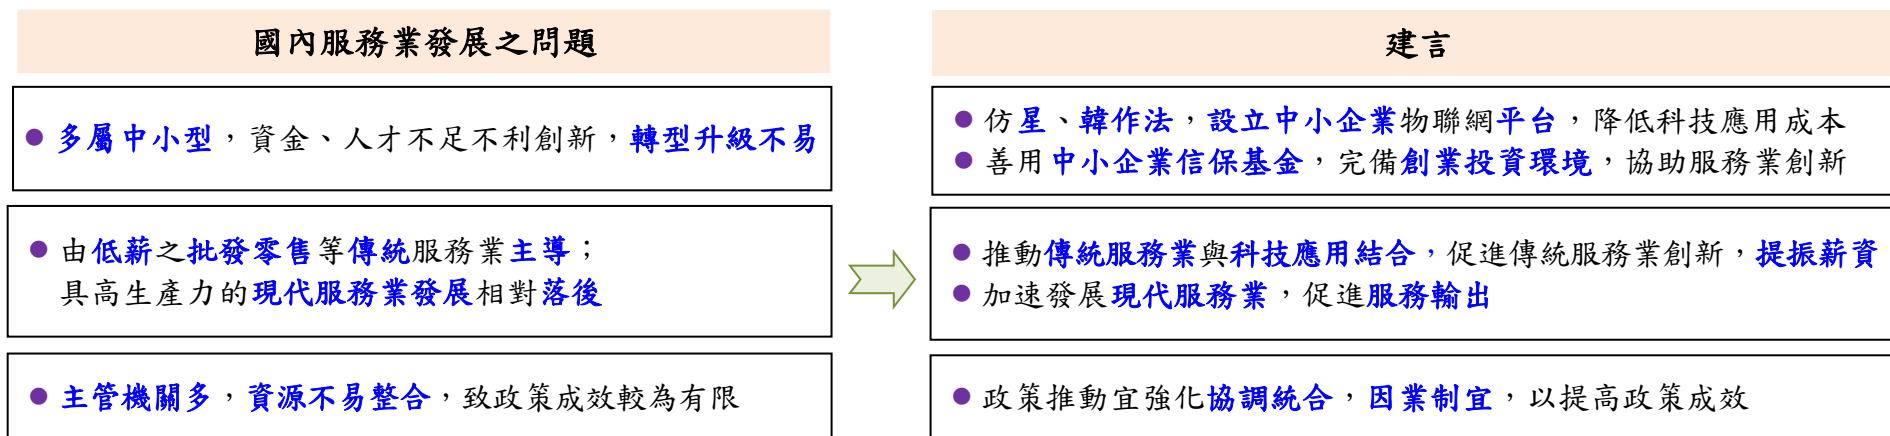 國內服務業發展之問題
● 多屬中小型，資金、人才不足不利創新，轉型升級不易
● 由低薪之批發零售等傳統服務業主導；
具高生產力的現代服務業發展相對落後
● 主管機關多，資源不易整合，致政策成效較為有限
建言
● 仿星、韓作法，設立中小企業物聯網平台，降低科技應用成本
● 善用中小企業信保基金，完備創業投資環境，協助服務業創新
● 推動傳統服務業與科技應用結合，促進傳統服務業創新，提振薪資
● 加速發展現代服務業，促進服務輸出
● 政策推動宜強化協調統合，因業制宜，以提高政策成效